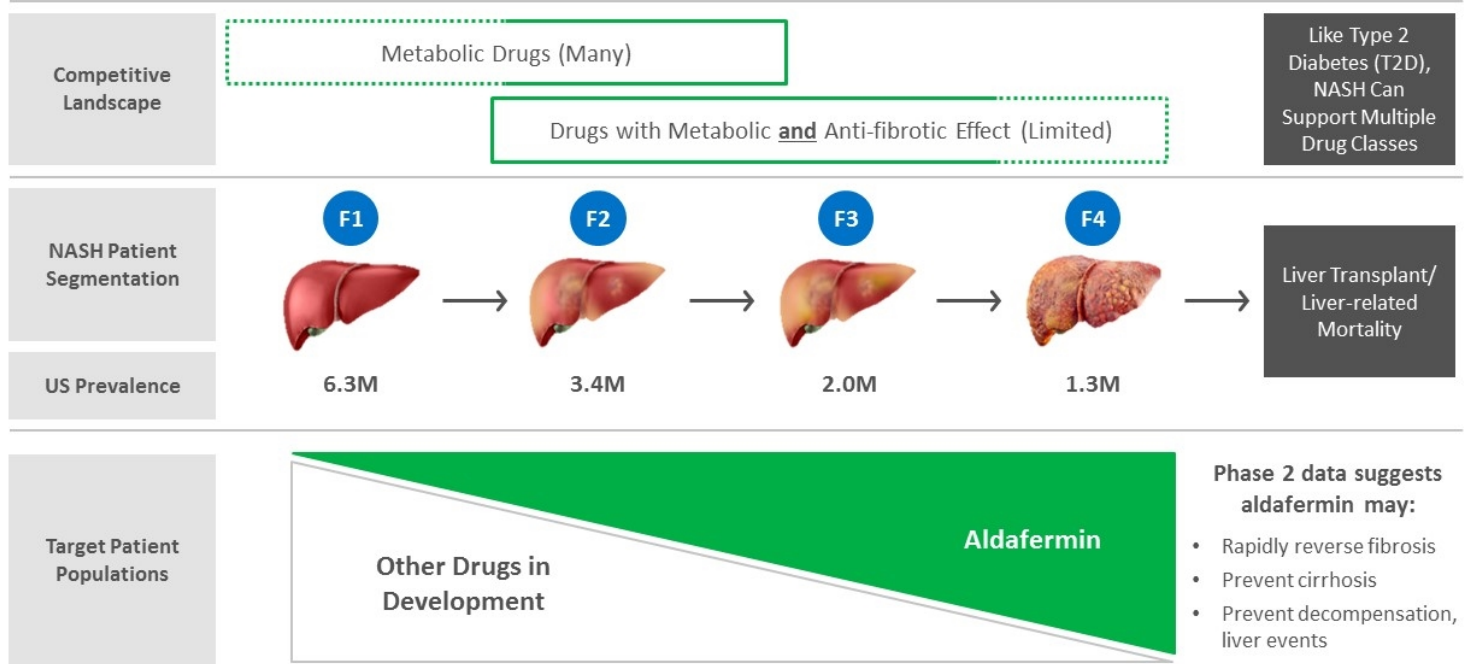 Competitive
Landscape
Metabolic Drugs (Many)
Drugs with Metabolic and Anti-fibrotic Effect (Limited)
Like Type 2
Diabetes (T2D),
NASH Can
Support Multiple
Drug Classes
NASH Patient
Segmentation
F1
F2
F3
F4
Liver Transplant/
Liver-related
Mortality
US Prevalence
6.3M
3.4M
2.0M
1.3M
Target Patient
Populations
Other Drugs in
Development
Aldafermin
Phase 2 data suggests
aldafermin may:
• Rapidly reverse fibrosis
• Prevent cirrhosis
• Prevent decompensation,
liver events